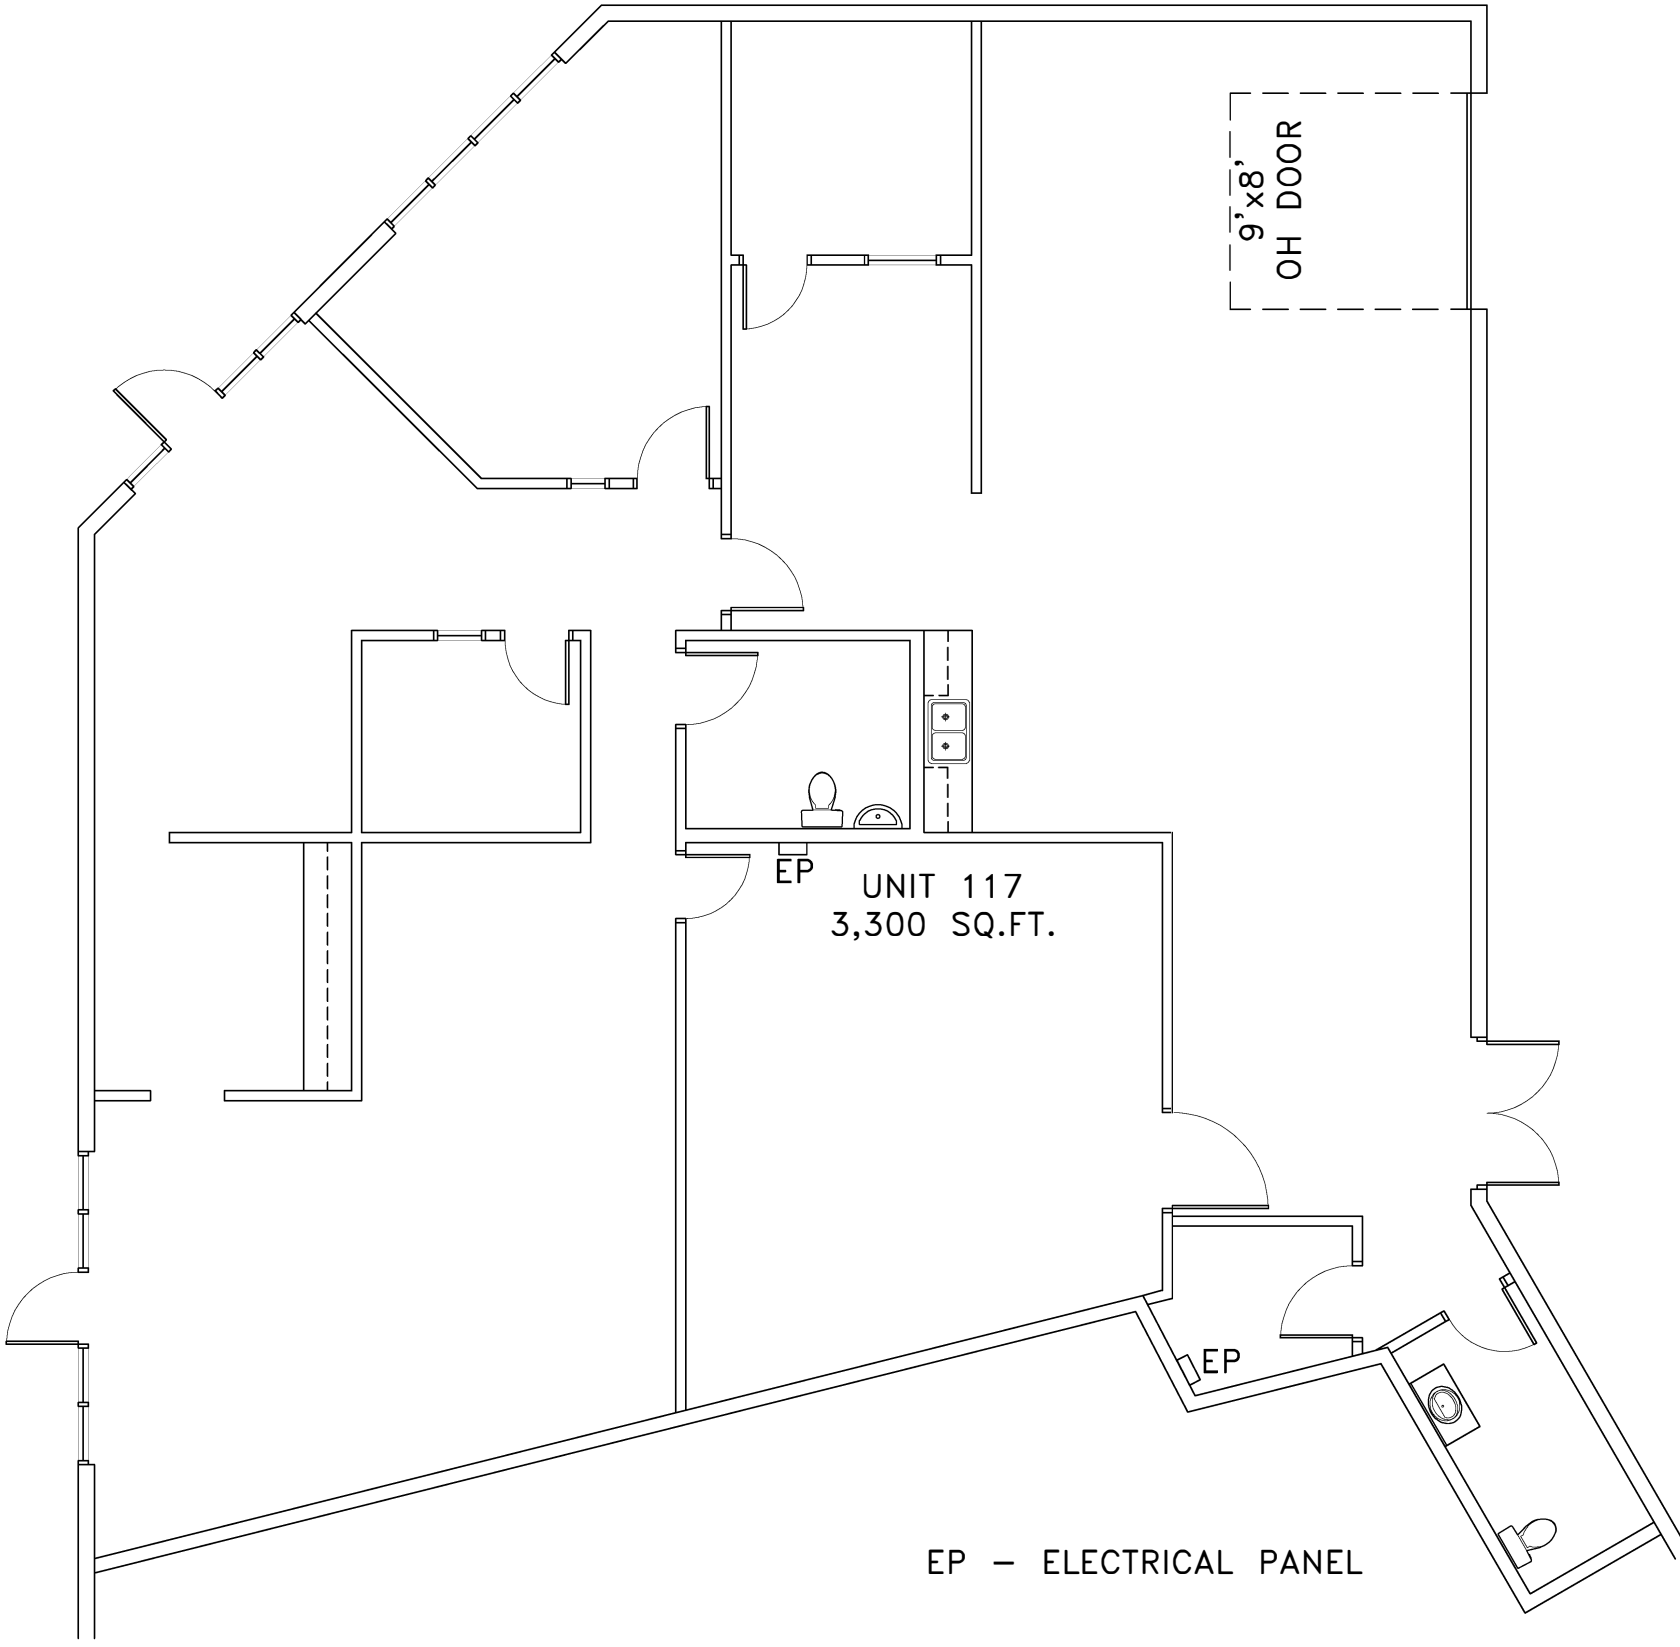 9'x8'
OH DOOR
EP
UNIT 117
3,300 SQ.FT.
EP
EP - ELECTRICAL PANEL